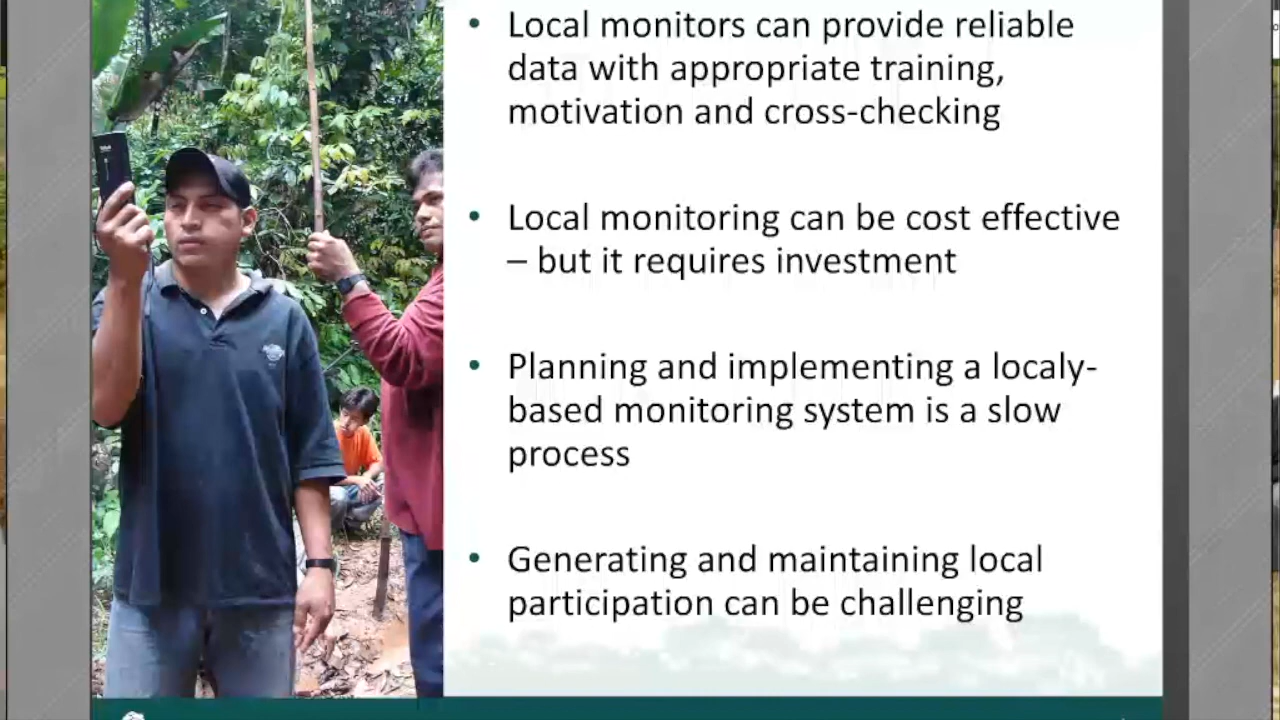 • Local monitors can provide reliable
data with appropriate training,
motivation and cross-checking
• Local monitoring can be cost effective
– but it requires investment
• Planning and implementing a localy-
based monitoring system is a slow
process
• Generating and maintaining local
participation can be challenging